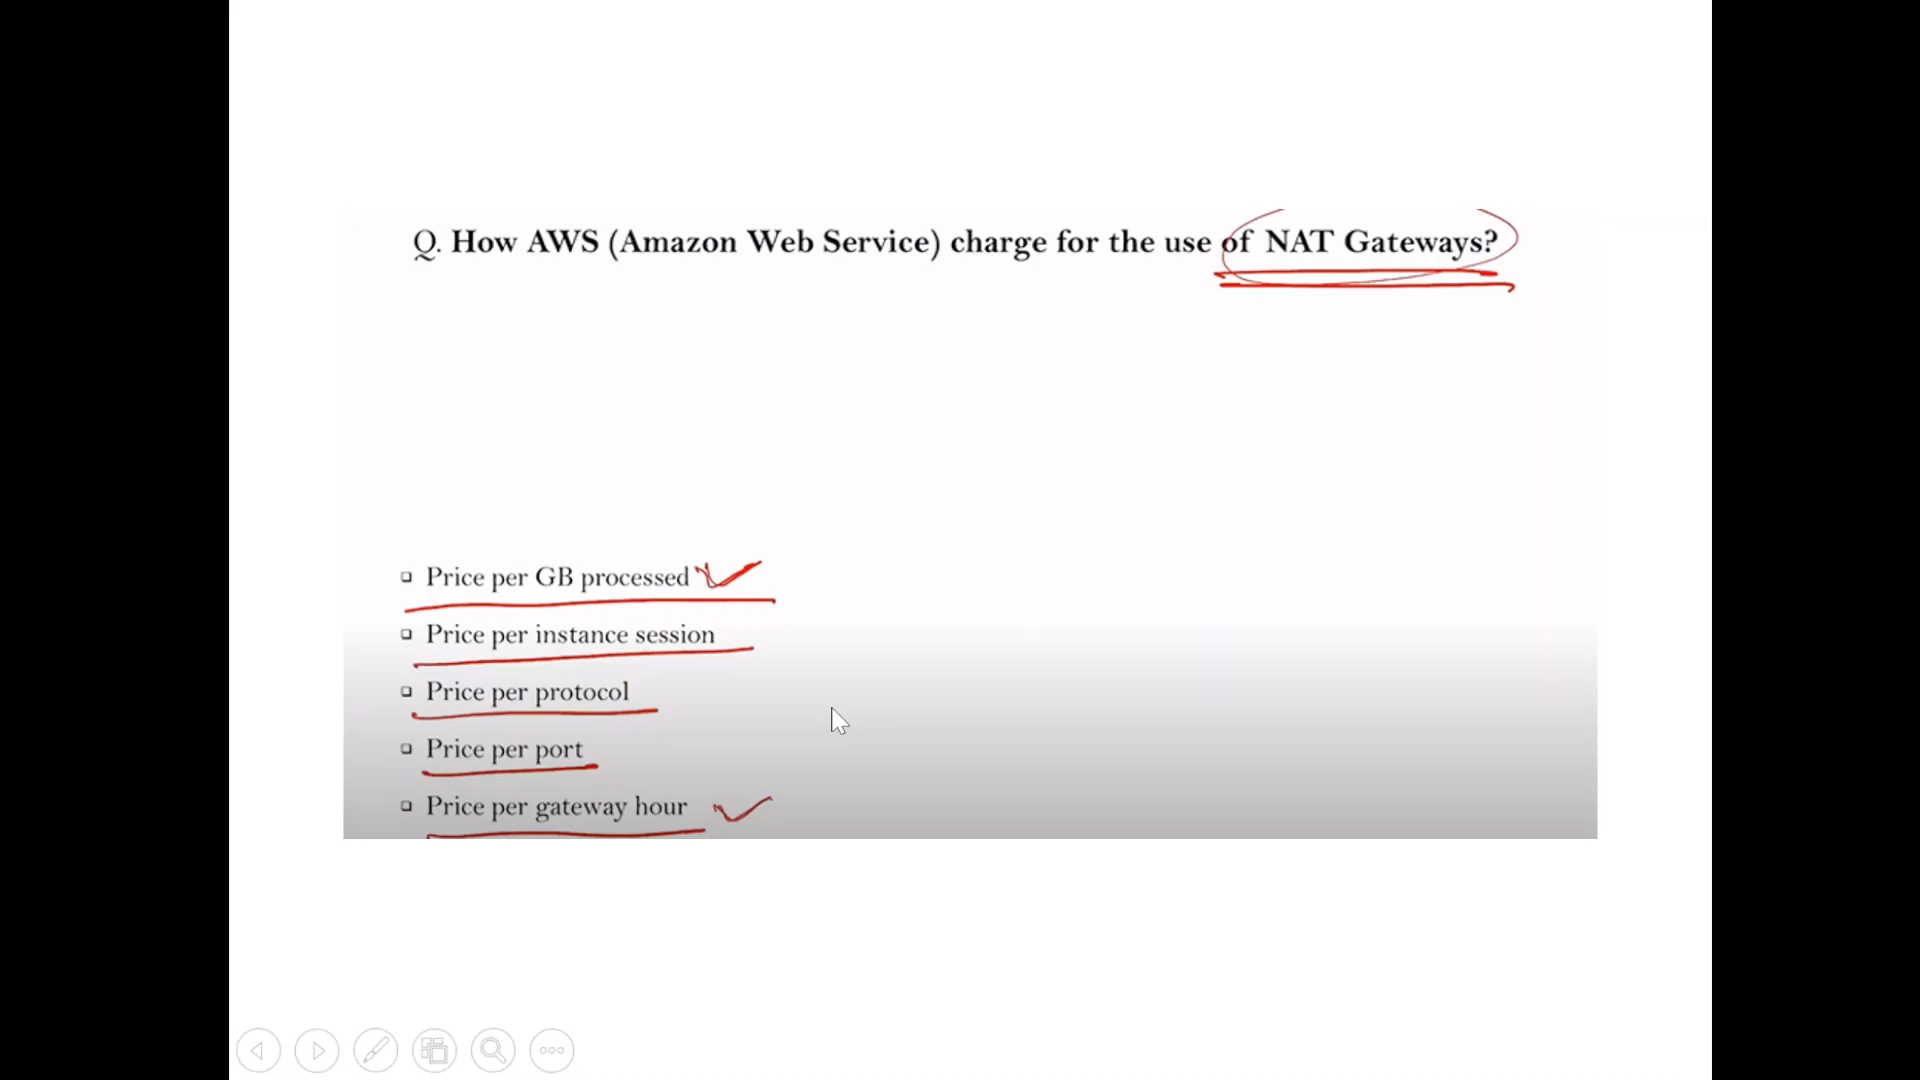 Q. How AWS (Amazon Web Service) charge for the use of NAT Gateways?
Price per GB processed
Price per instance session
Price per protocol
Price per port
Price per gateway hour